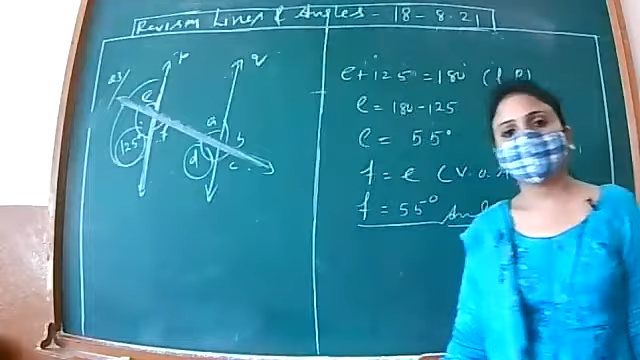 Revision Lines & Angles - 18-8-21
p
q
e
a
b
125°
f
d
c
e + 125° = 180° (L.P)
e = 180 - 125
e = 55°
f = e (V.O.A
f = 55°